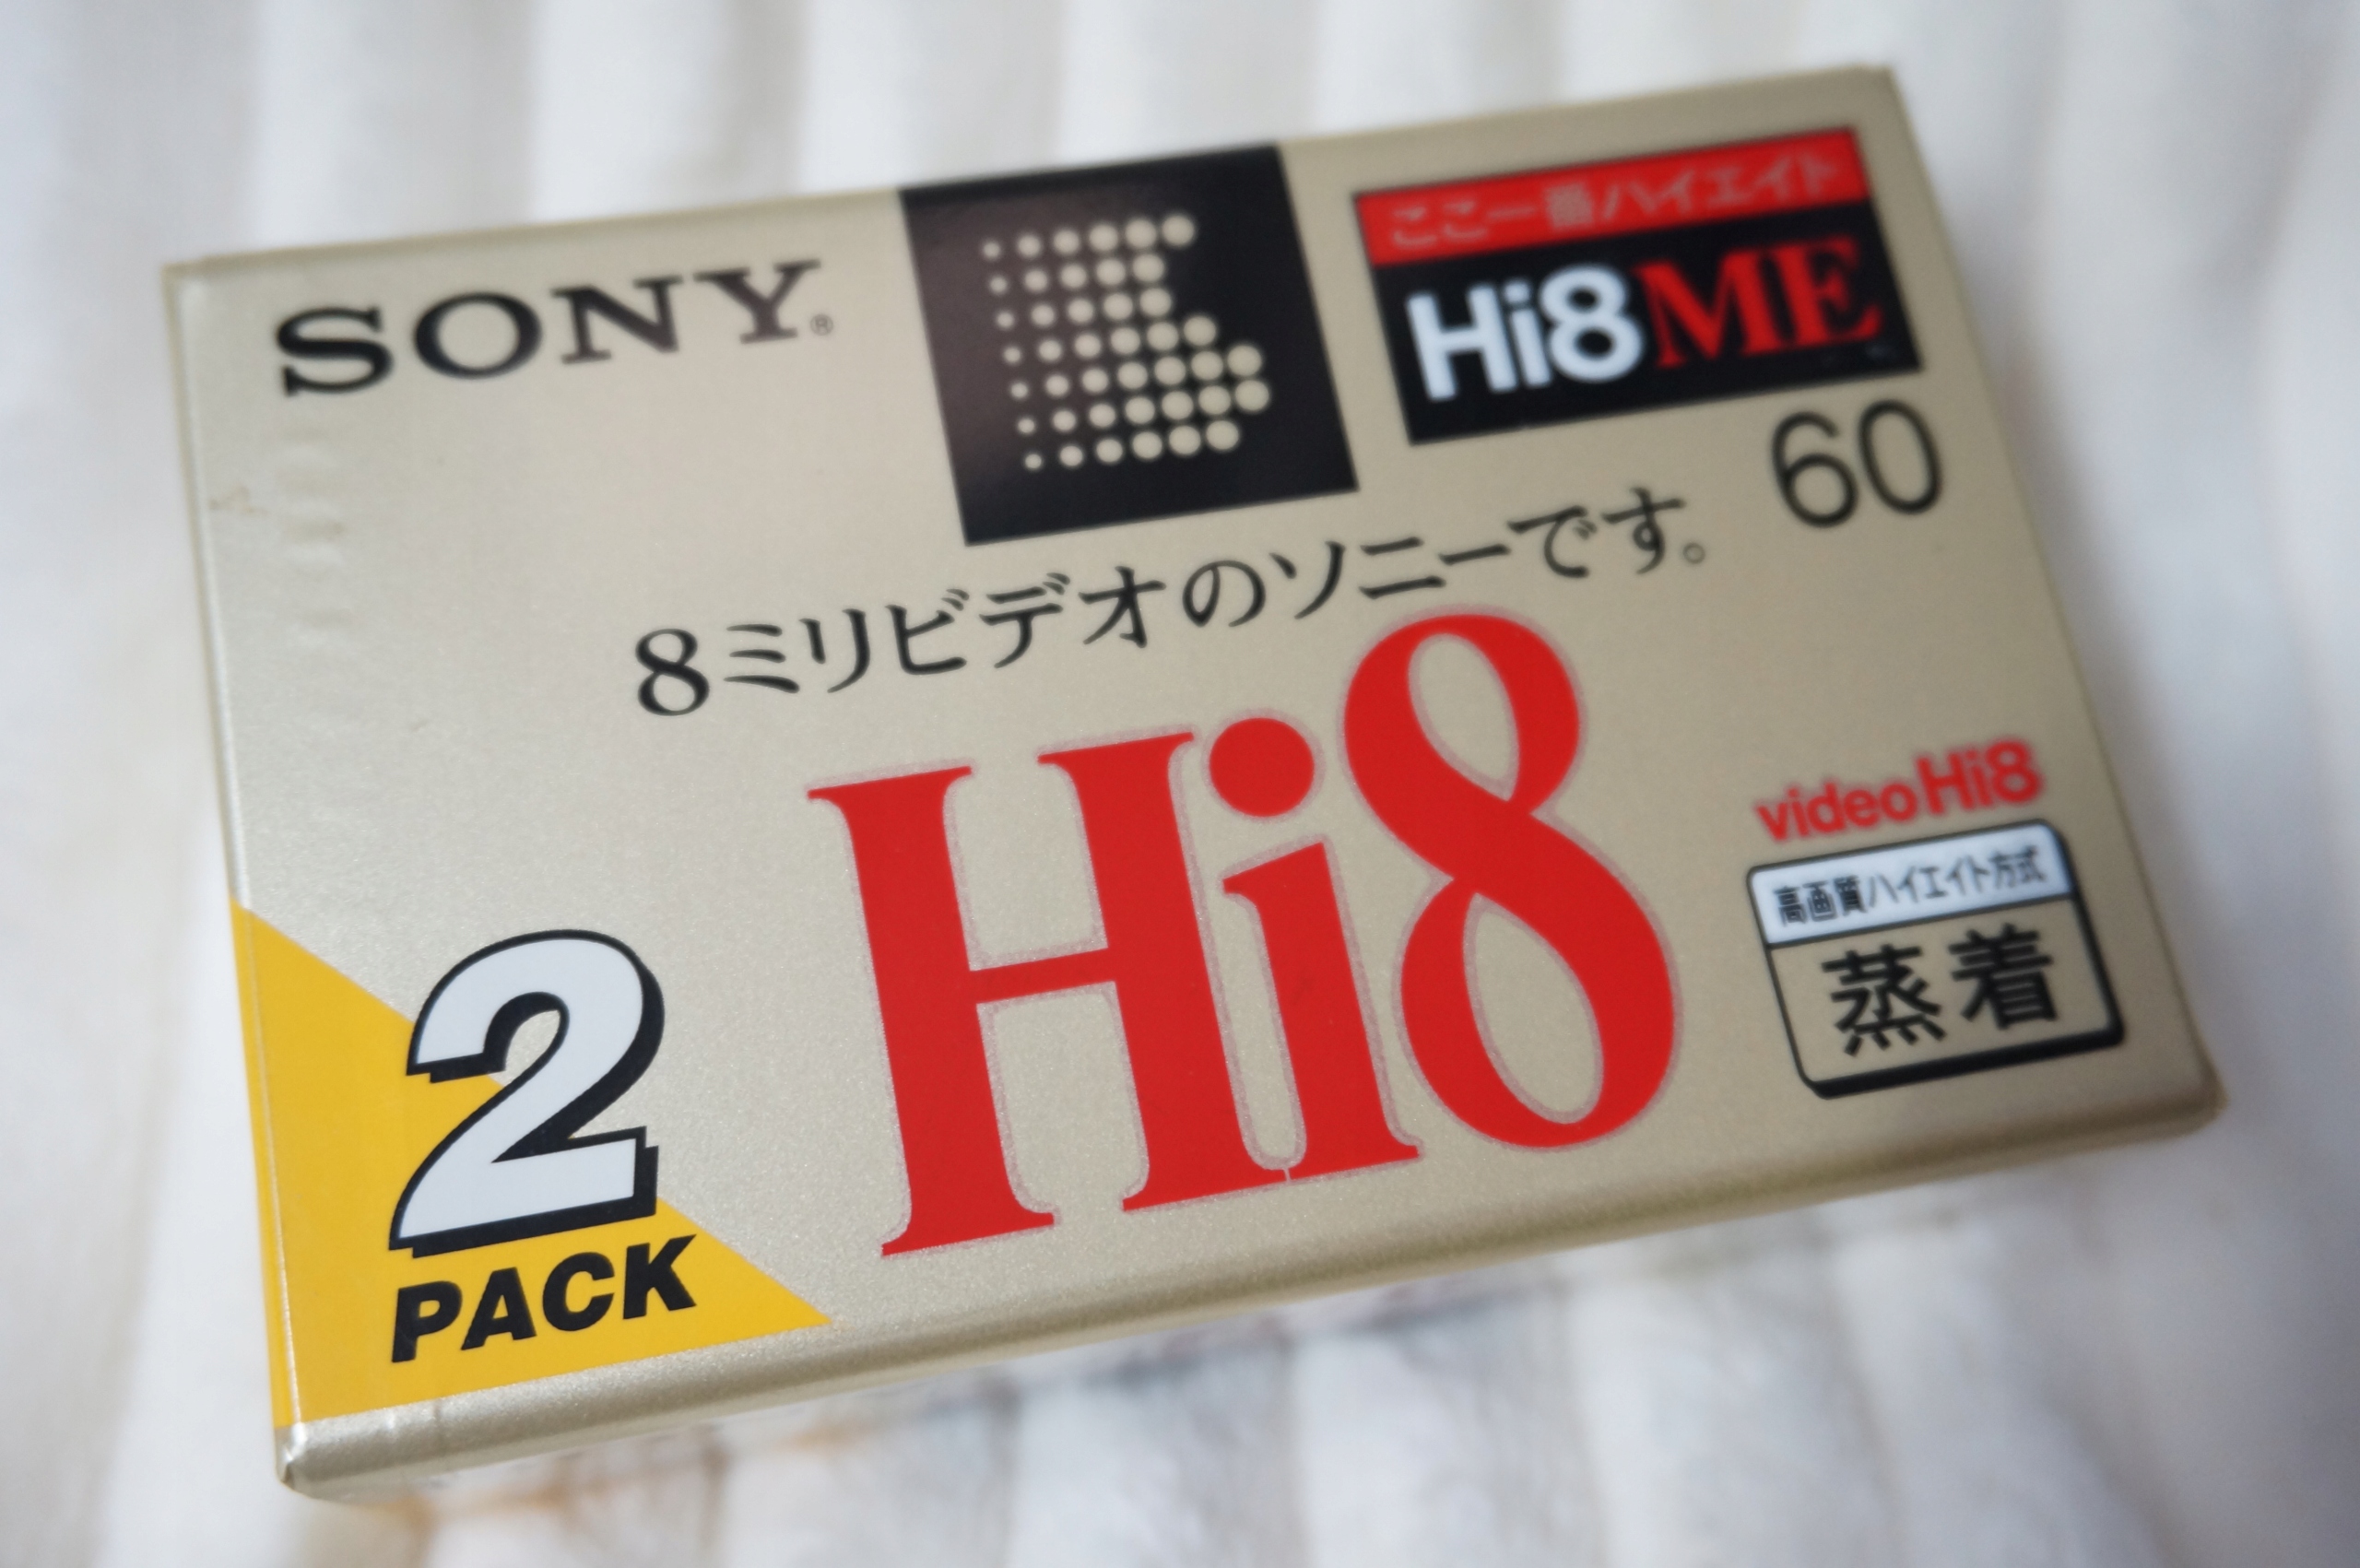 SONY®
ここ一番ハイエイト
Hi8ME
60
8ミリビデオのソニーです。
Hi8
videoHi8
高画質ハイエイト方式
蒸着
2
PACK